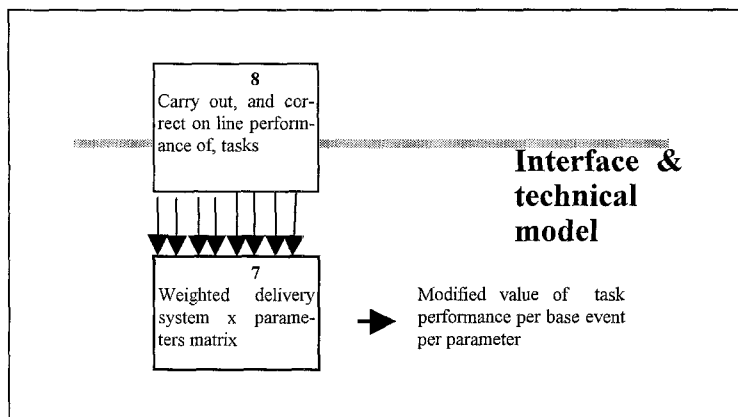 8
Carry out, and cor-
rect on line perform-
ance of, tasks
Interface &
technical
model
7
Weighted delivery
system x parame-
ters matrix
Modified value of task
performance per base event
per parameter